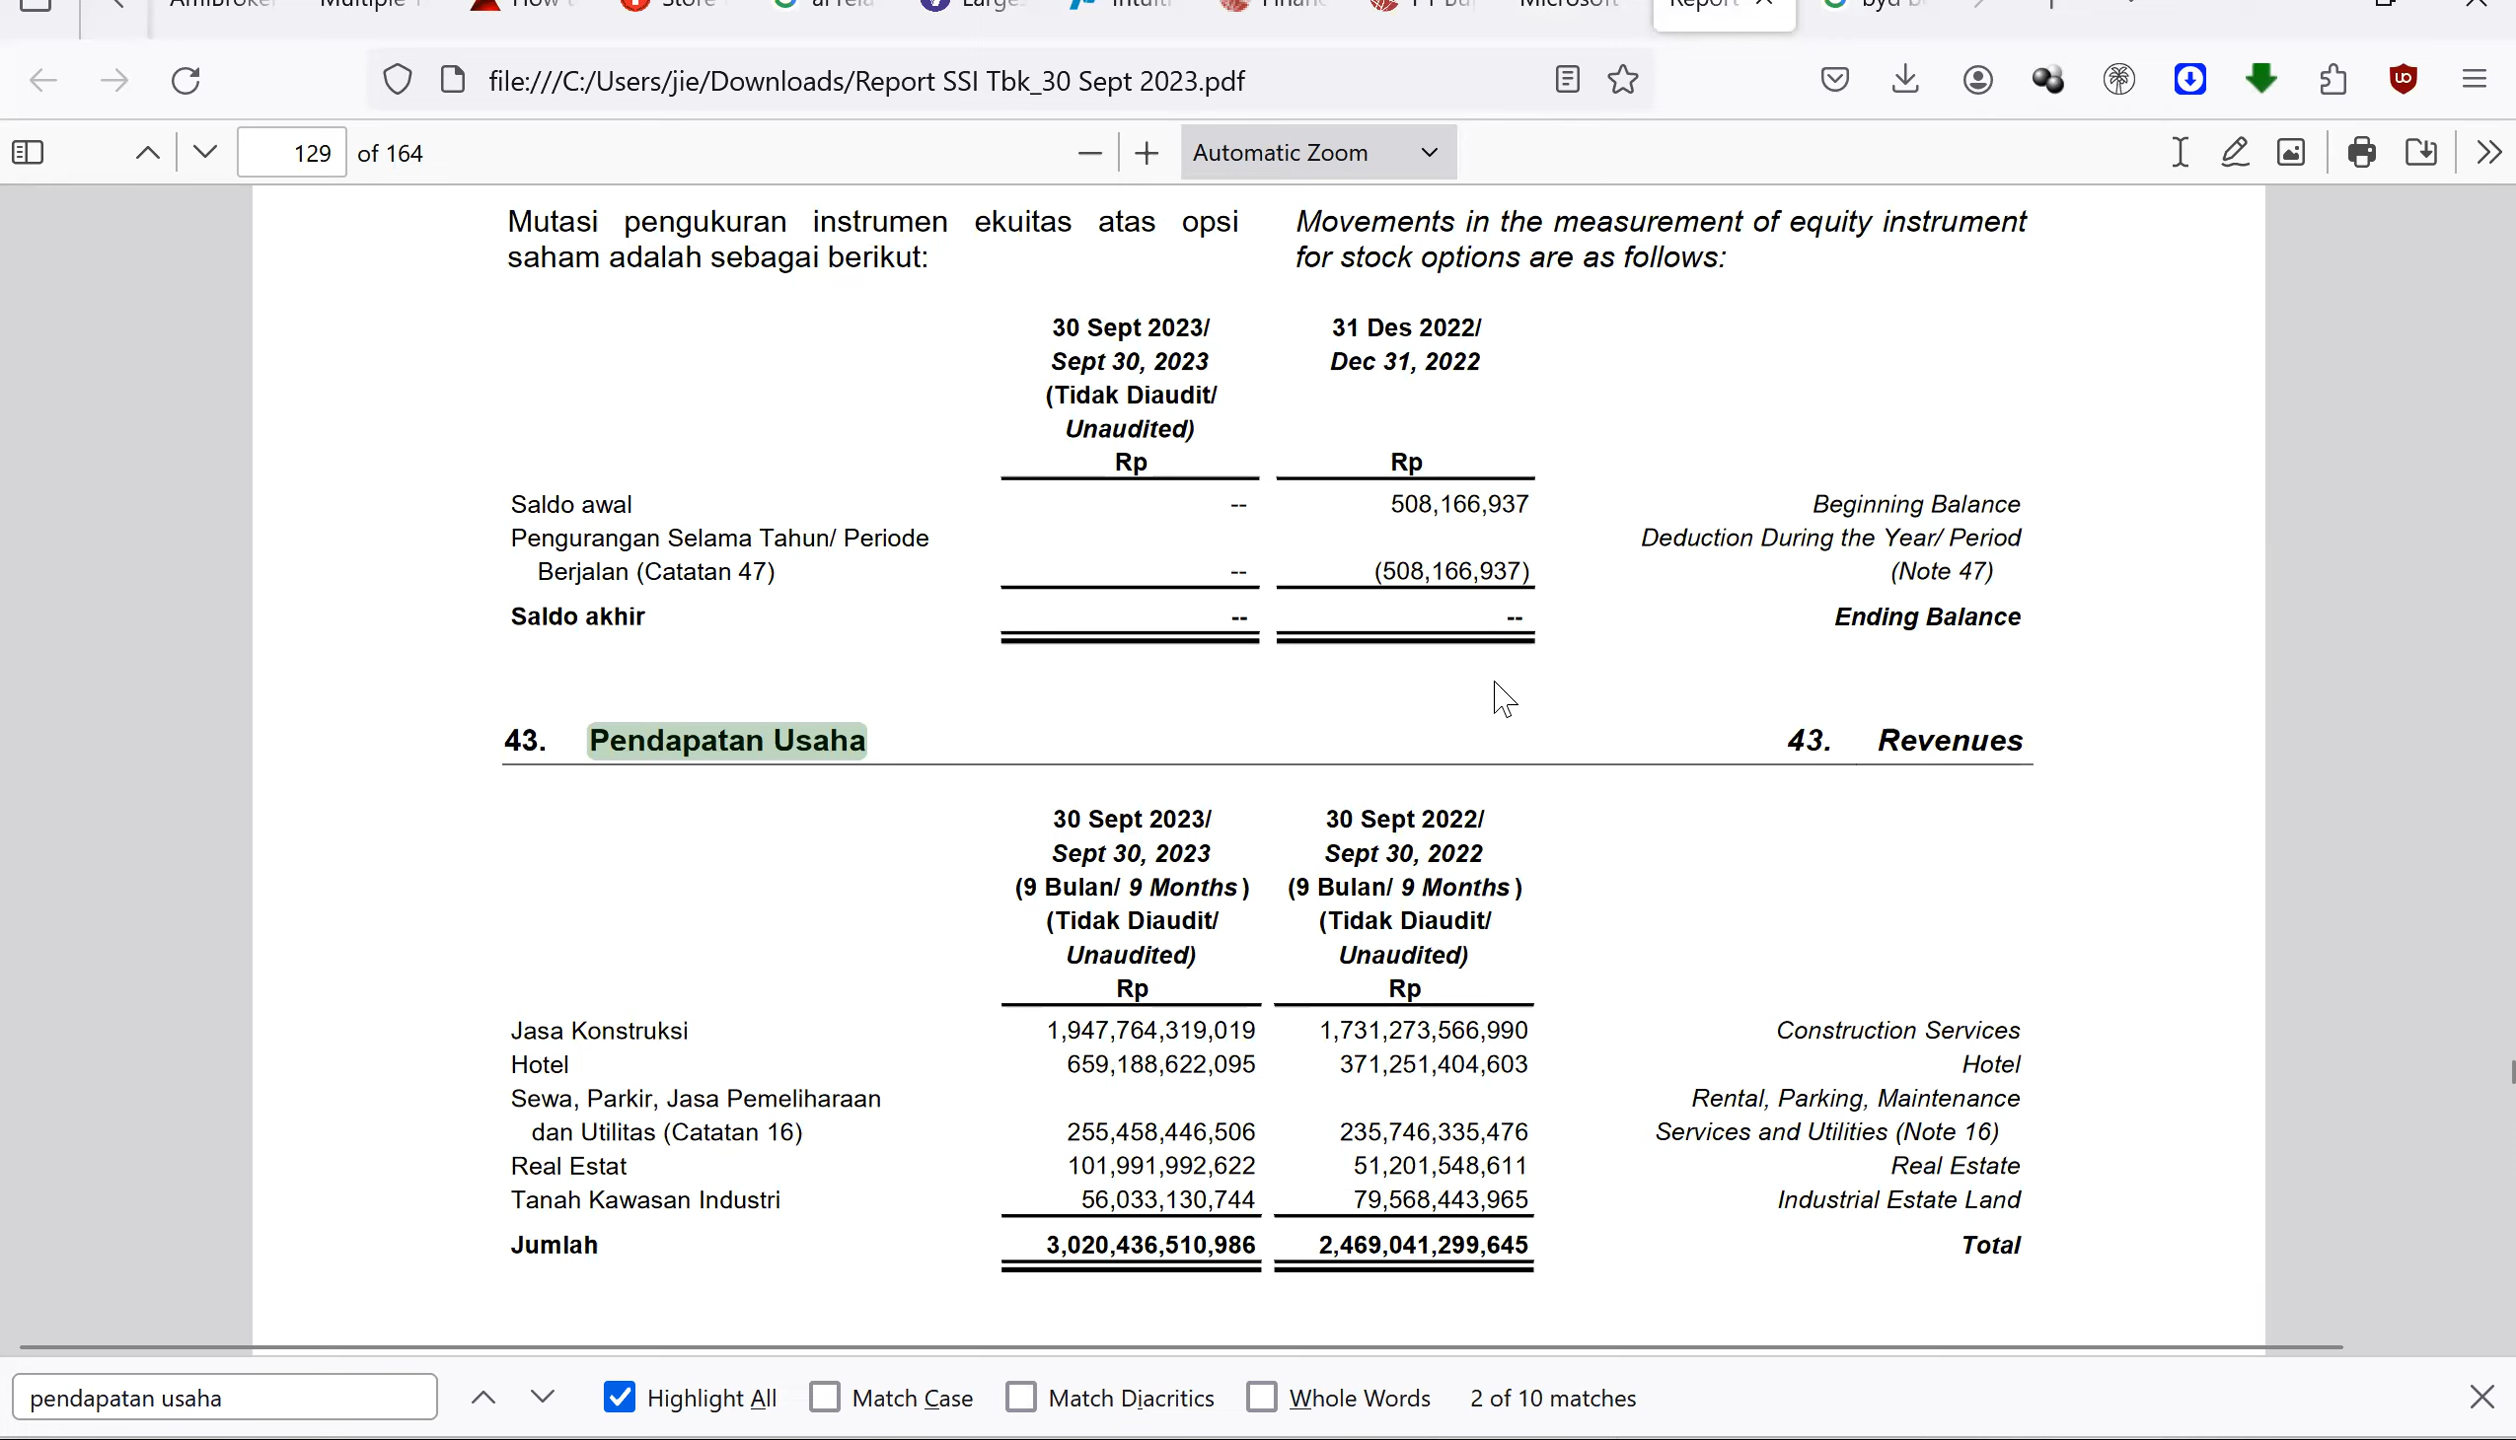 file:///C:/Users/jie/Downloads/Report SSI Tbk_30 Sept 2023.pdf
129 of 164
Automatic Zoom
Mutasi pengukuran instrumen ekuitas atas opsi
saham adalah sebagai berikut:
Movements in the measurement of equity instrument
for stock options are as follows:
30 Sept 2023/ 31 Des 2022/
Sept 30, 2023 Dec 31, 2022
(Tidak Diaudit/
Unaudited)
Rp Rp
Saldo awal -- 508,166,937 Beginning Balance
Pengurangan Selama Tahun/ Periode Deduction During the Year/ Period
Berjalan (Catatan 47) -- (508,166,937) (Note 47)
Saldo akhir -- -- Ending Balance
43. Pendapatan Usaha 43. Revenues
30 Sept 2023/ 30 Sept 2022/
Sept 30, 2023 Sept 30, 2022
(9 Bulan/ 9 Months) (9 Bulan/ 9 Months)
(Tidak Diaudit/ (Tidak Diaudit/
Unaudited) Unaudited)
Rp Rp
Jasa Konstruksi 1,947,764,319,019 1,731,273,566,990 Construction Services
Hotel 659,188,622,095 371,251,404,603 Hotel
Sewa, Parkir, Jasa Pemeliharaan Rental, Parking, Maintenance
dan Utilitas (Catatan 16) 255,458,446,506 235,746,335,476 Services and Utilities (Note 16)
Real Estat 101,991,992,622 51,201,548,611 Real Estate
Tanah Kawasan Industri 56,033,130,744 79,568,443,965 Industrial Estate Land
Jumlah 3,020,436,510,986 2,469,041,299,645 Total
pendapatan usaha Highlight All Match Case Match Diacritics Whole Words 2 of 10 matches